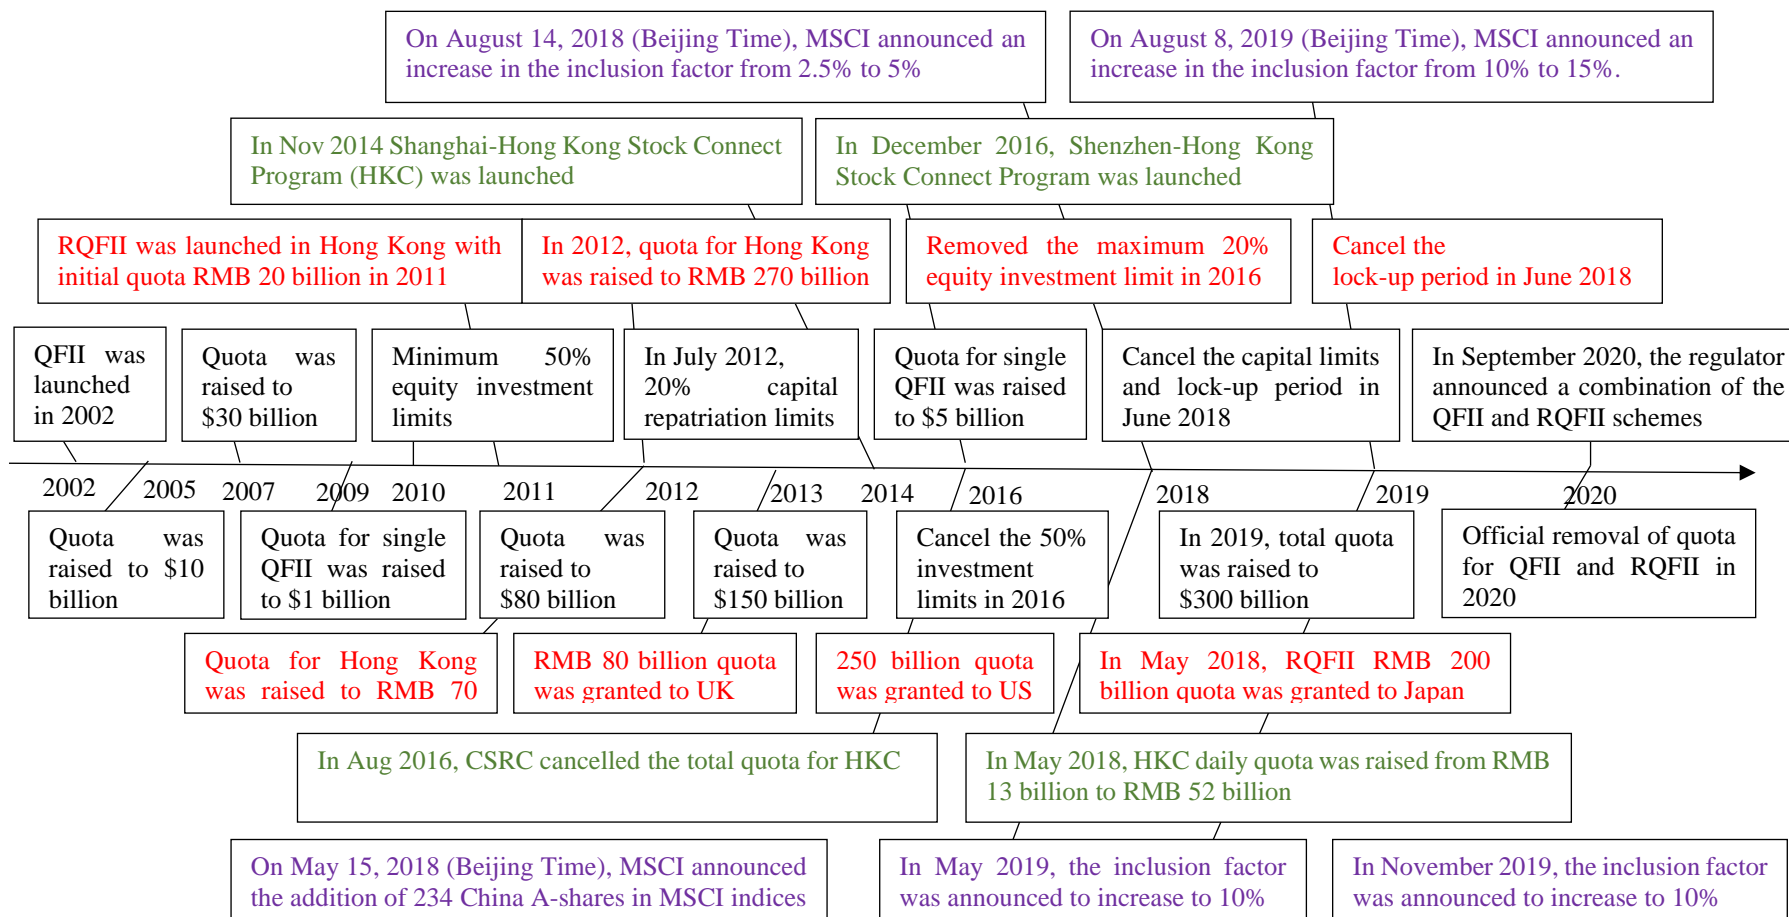 On August 14, 2018 (Beijing Time), MSCI announced an
increase in the inclusion factor from 2.5% to 5%
On August 8, 2019 (Beijing Time), MSCI announced an
increase in the inclusion factor from 10% to 15%.
In Nov 2014 Shanghai-Hong Kong Stock Connect
Program (HKC) was launched
In December 2016, Shenzhen-Hong Kong
Stock Connect Program was launched
RQFII was launched in Hong Kong with
initial quota RMB 20 billion in 2011
In 2012, quota for Hong Kong
was raised to RMB 270 billion
Removed the maximum 20%
equity investment limit in 2016
Cancel the
lock-up period in June 2018
QFII was
launched
in 2002
Quota was
raised to
$30 billion
Minimum 50%
equity investment
limits
In July 2012,
20% capital
repatriation limits
Quota for single
QFII was raised
to $5 billion
Cancel the capital limits
and lock-up period in
June 2018
In September 2020, the regulator
announced a combination of the
QFII and RQFII schemes
2002
2005
2007
2009
2010
2011
2012
2013
2014
2016
2018
2019
2020
Quota was
raised to $10
billion
Quota for single
QFII was raised
to $1 billion
Quota was
raised to
$80 billion
Quota was
raised to
$150 billion
Cancel the 50%
investment
limits in 2016
In 2019, total quota
was raised to
$300 billion
Official removal of quota
for QFII and RQFII in
2020
Quota for Hong Kong
was raised to RMB 70
RMB 80 billion quota
was granted to UK
250 billion quota
was granted to US
In May 2018, RQFII RMB 200
billion quota was granted to Japan
In Aug 2016, CSRC cancelled the total quota for HKC
In May 2018, HKC daily quota was raised from RMB
13 billion to RMB 52 billion
On May 15, 2018 (Beijing Time), MSCI announced
the addition of 234 China A-shares in MSCI indices
In May 2019, the inclusion factor
was announced to increase to 10%
In November 2019, the inclusion factor
was announced to increase to 10%